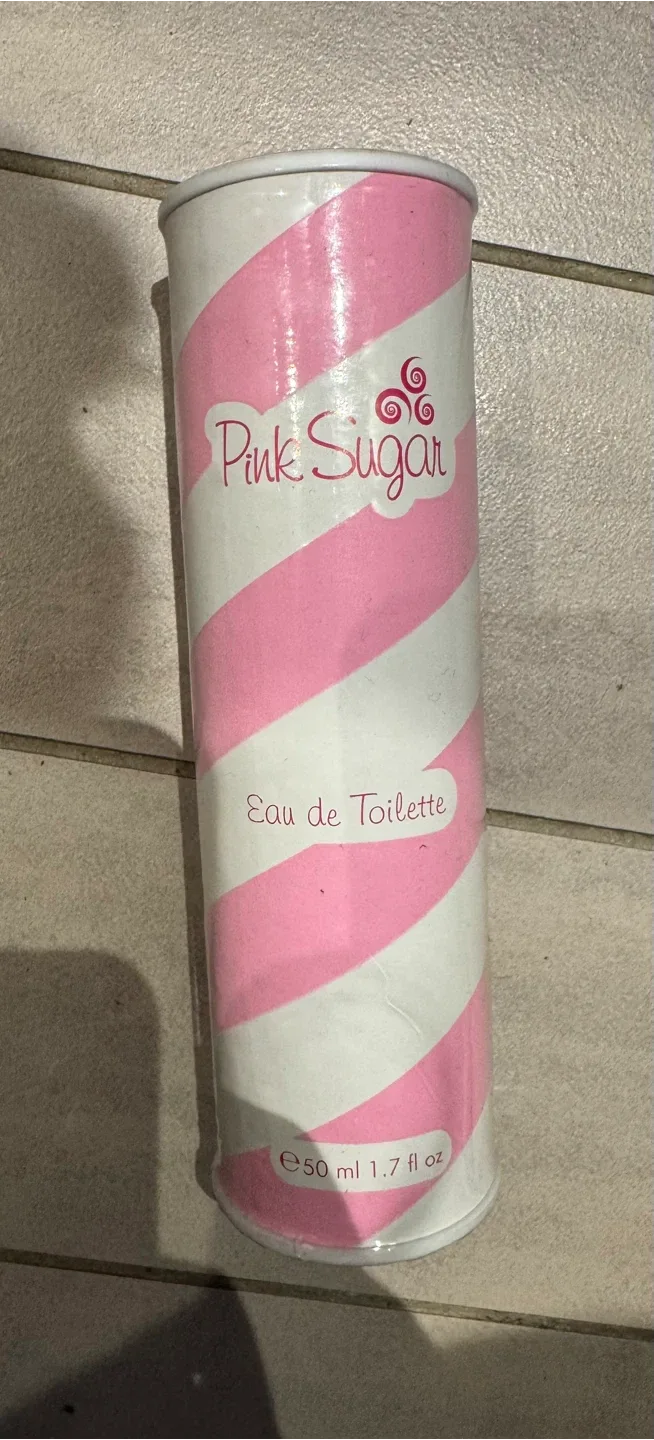 Pink Sugar
Eau de Toilette
℮50 ml 1.7 fl oz